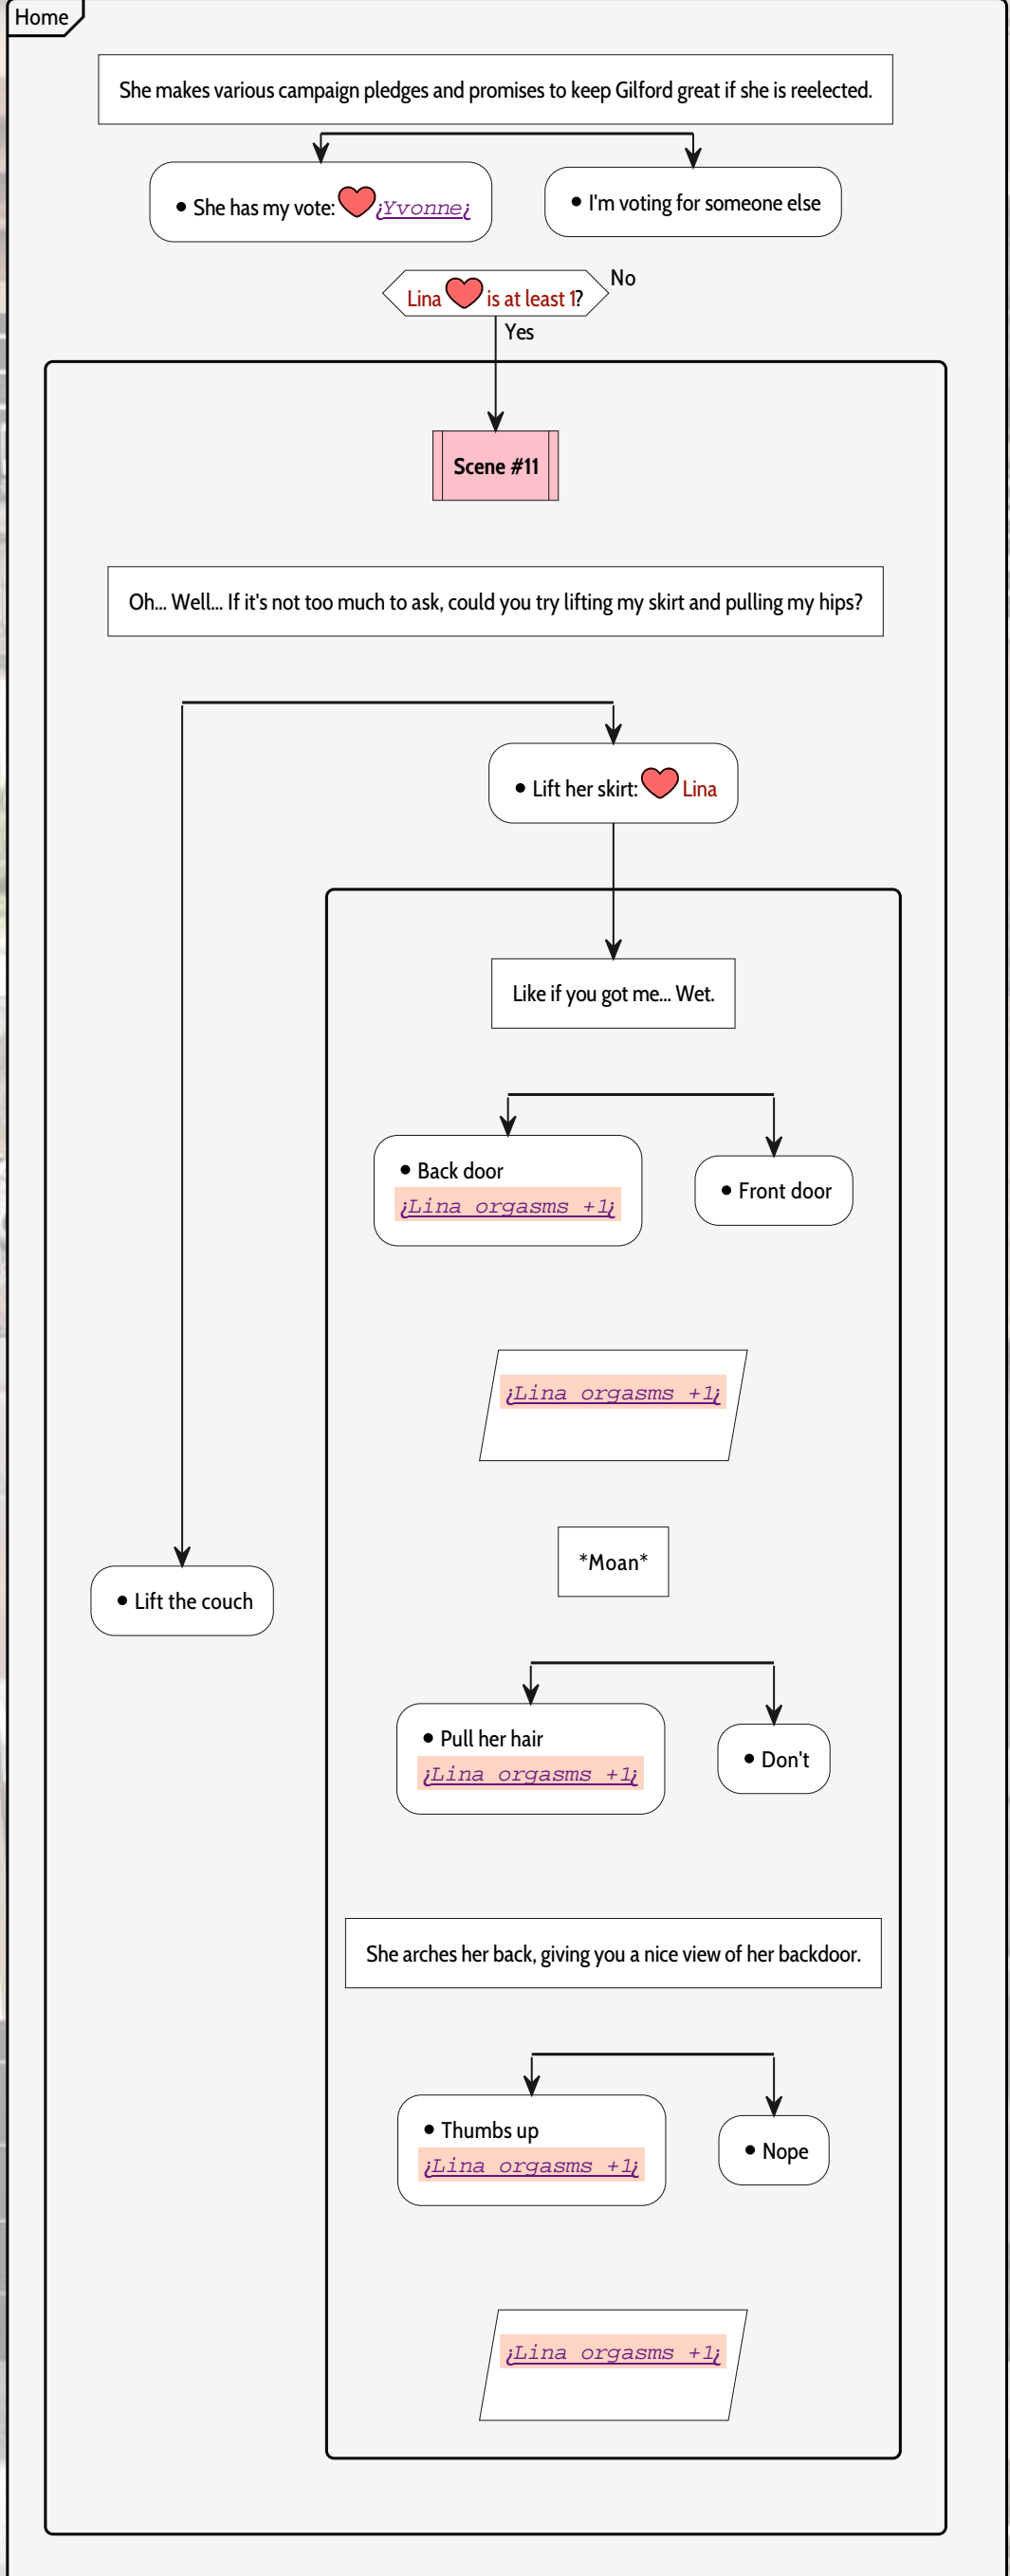 Home
She makes various campaign pledges and promises to keep Gilford great if she is reelected.
• She has my vote: ❤¿Yvonne¿
• I'm voting for someone else
Lina ❤ is at least 1?
No
Yes
Scene #11
Oh... Well... If it's not too much to ask, could you try lifting my skirt and pulling my hips?
• Lift her skirt: ❤ Lina
Like if you got me... Wet.
• Back door
¿Lina orgasms +1¿
• Front door
¿Lina orgasms +1¿
*Moan*
• Lift the couch
• Pull her hair
¿Lina orgasms +1¿
• Don't
She arches her back, giving you a nice view of her backdoor.
• Thumbs up
¿Lina orgasms +1¿
• Nope
¿Lina orgasms +1¿